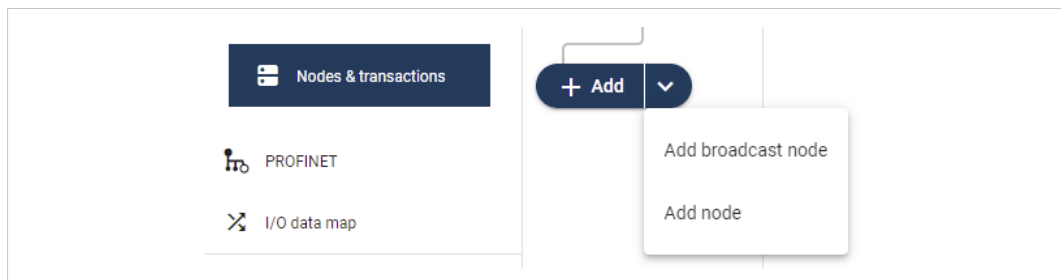 Nodes & transactions
PROFINET
I/O data map
+ Add
Add broadcast node
Add node